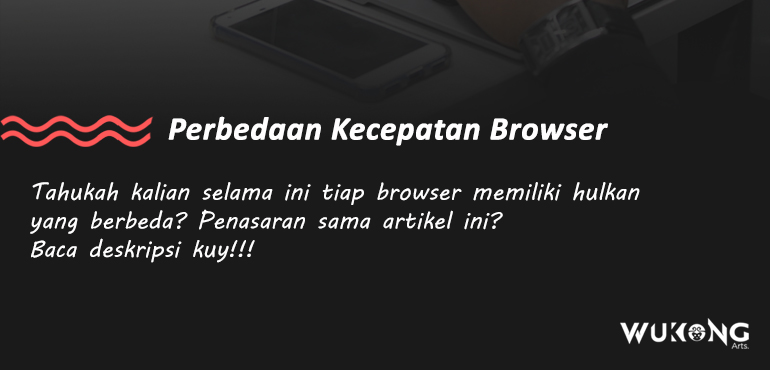 Perbedaan Kecepatan Browser
Tahukah kalian selama ini tiap browser memiliki hulkan
yang berbeda? Penasaran sama artikel ini?
Baca deskripsi kuy!!!
WUKONG
Arts.